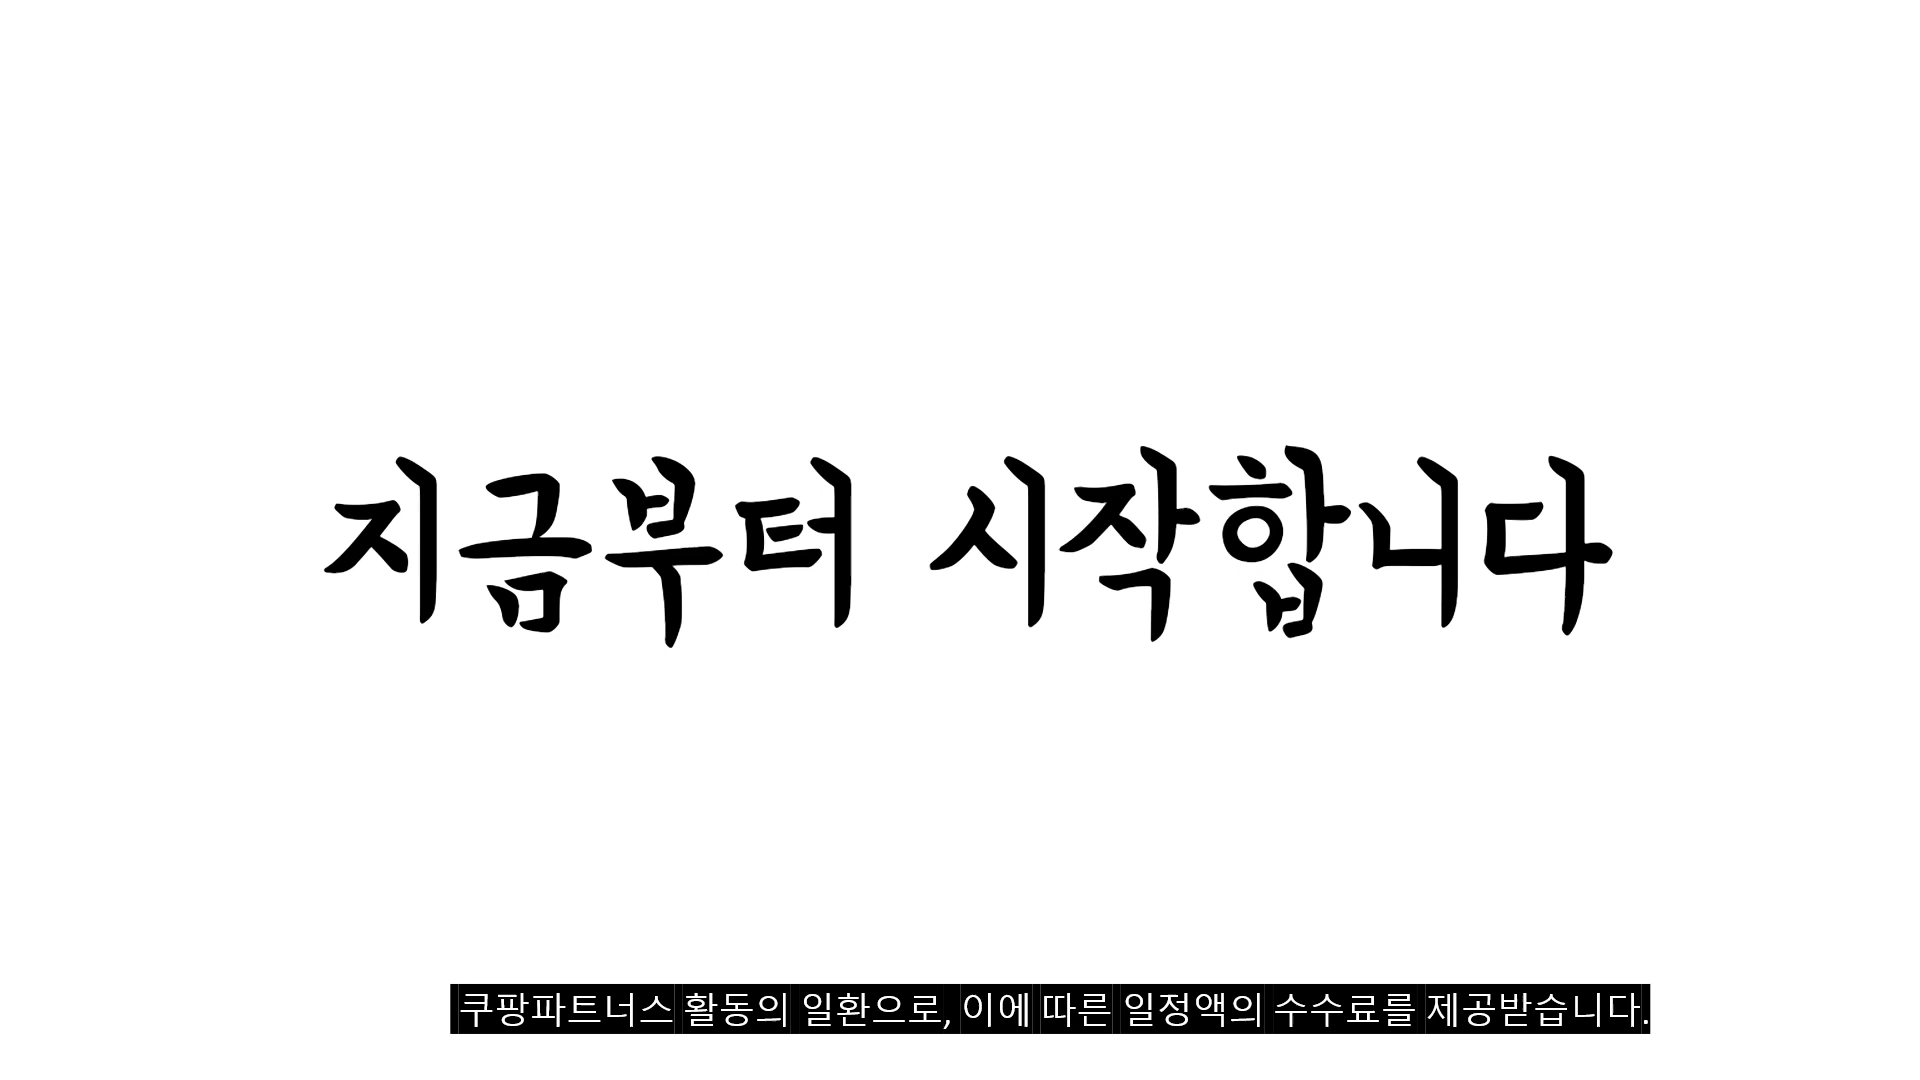 지금부터 시작합니다
쿠팡파트너스 활동의 일환으로, 이에 따른 일정액의 수수료를 제공받습니다.